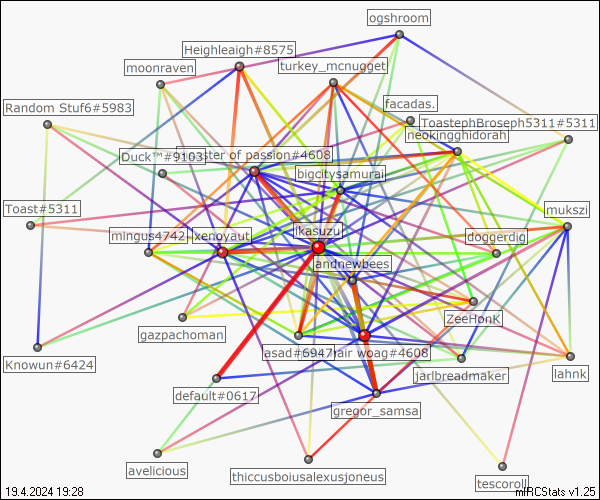 ogshroom
Heighleaigh#8575
moonraven
turkey_mcnugget
facadas.
Random Stuf6#5983
ToastephBroseph5311#5311
neokingghidorah
Duck™#9103
ster of passion#4608
bigcitysamurai
Toast#5311
mukszi
ikasuzu
mingus4742
xenoyaut
doggerdig
andnewbees
ZeeHonK
gazpachoman
asad#6947
hair woag#4608
Knowun#6424
lahnk
jarlbreadmaker
default#0617
gregor_samsa
avelicious
thiccusboiusalexusjoneus
tescoroll
19.4.2024 19:28
mIRCStats v1.25